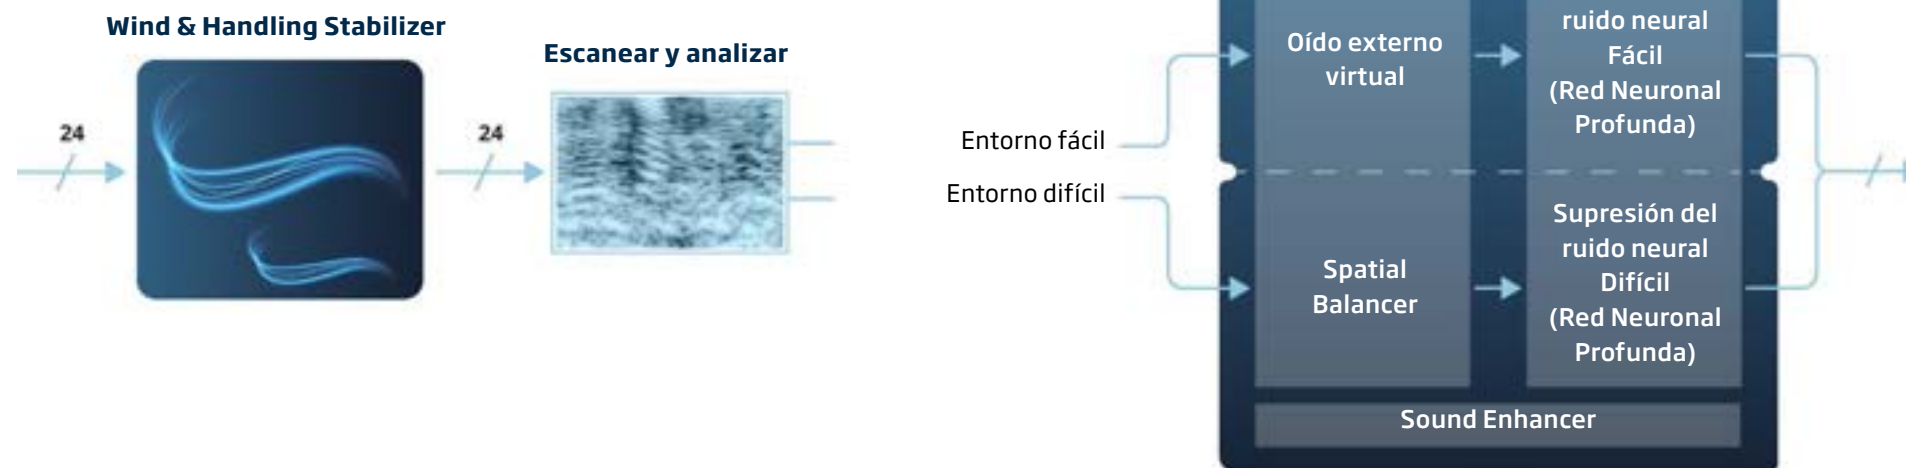 Wind & Handling Stabilizer
Escanear y analizar
24
24
Entorno fácil
Entorno difícil
Oído externo
virtual
ruido neural
Fácil
(Red Neuronal
Profunda)
Spatial
Balancer
Supresión del
ruido neural
Difícil
(Red Neuronal
Profunda)
Sound Enhancer